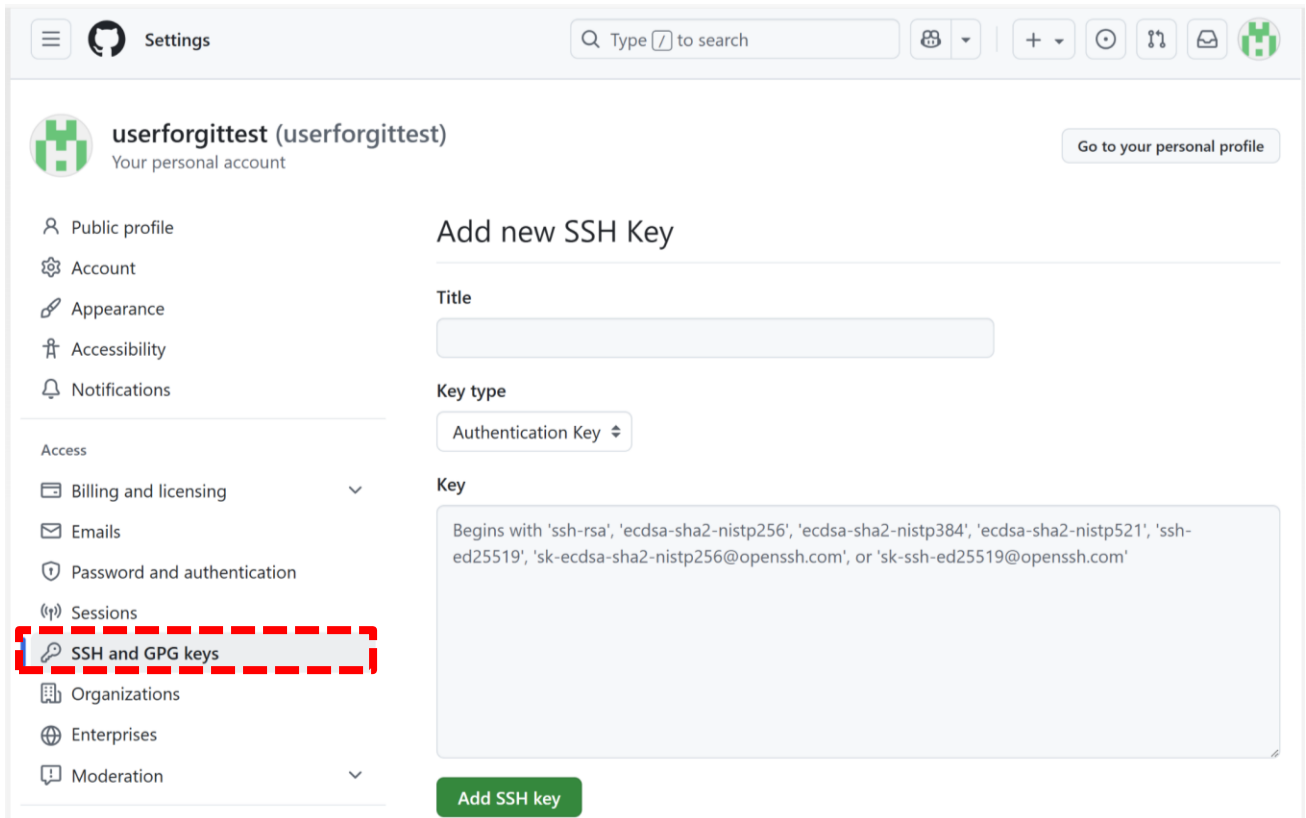 Settings
Type / to search
userforgittest (userforgittest)
Your personal account
Go to your personal profile
Public profile
Account
Appearance
Accessibility
Notifications
Access
Billing and licensing
Emails
Password and authentication
Sessions
SSH and GPG keys
Organizations
Enterprises
Moderation
Add new SSH Key
Title
Key type
Authentication Key
Key
Begins with 'ssh-rsa', 'ecdsa-sha2-nistp256', 'ecdsa-sha2-nistp384', 'ecdsa-sha2-nistp521', 'ssh-
ed25519', 'sk-ecdsa-sha2-nistp256@openssh.com', or 'sk-ssh-ed25519@openssh.com'
Add SSH key